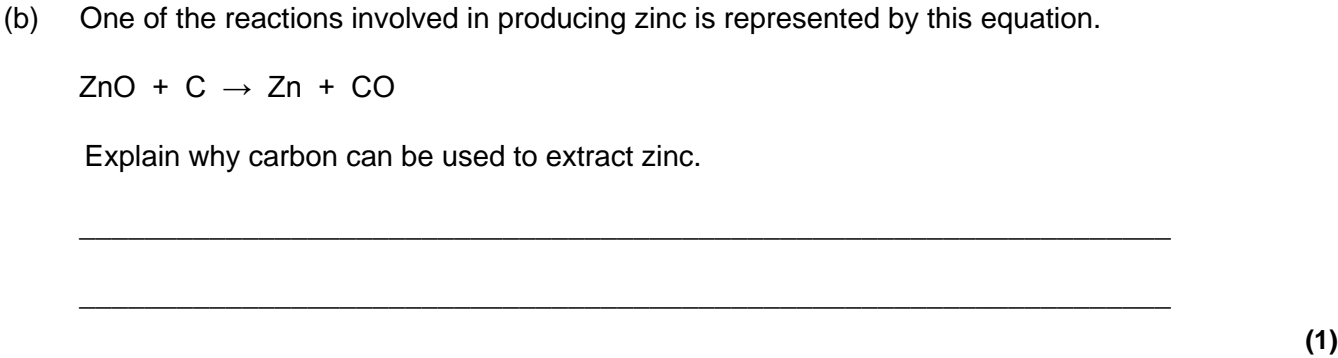 (b) One of the reactions involved in producing zinc is represented by this equation.
ZnO + C → Zn + CO
Explain why carbon can be used to extract zinc.
(1)